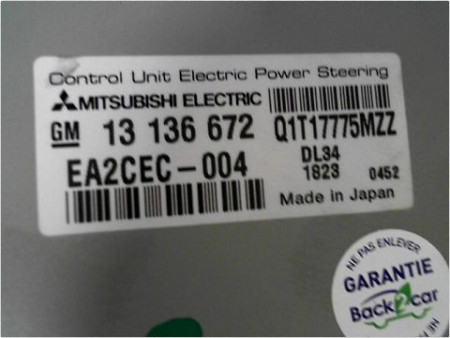 Control Unit Electric Power Steering
MITSUBISHI ELECTRIC
GM 13 136 672 Q1T17775MZZ
EA2CEC-004 DL34
1823 0452
Made in Japan
NE PAS ENLEVER
GARANTIE
Back2car